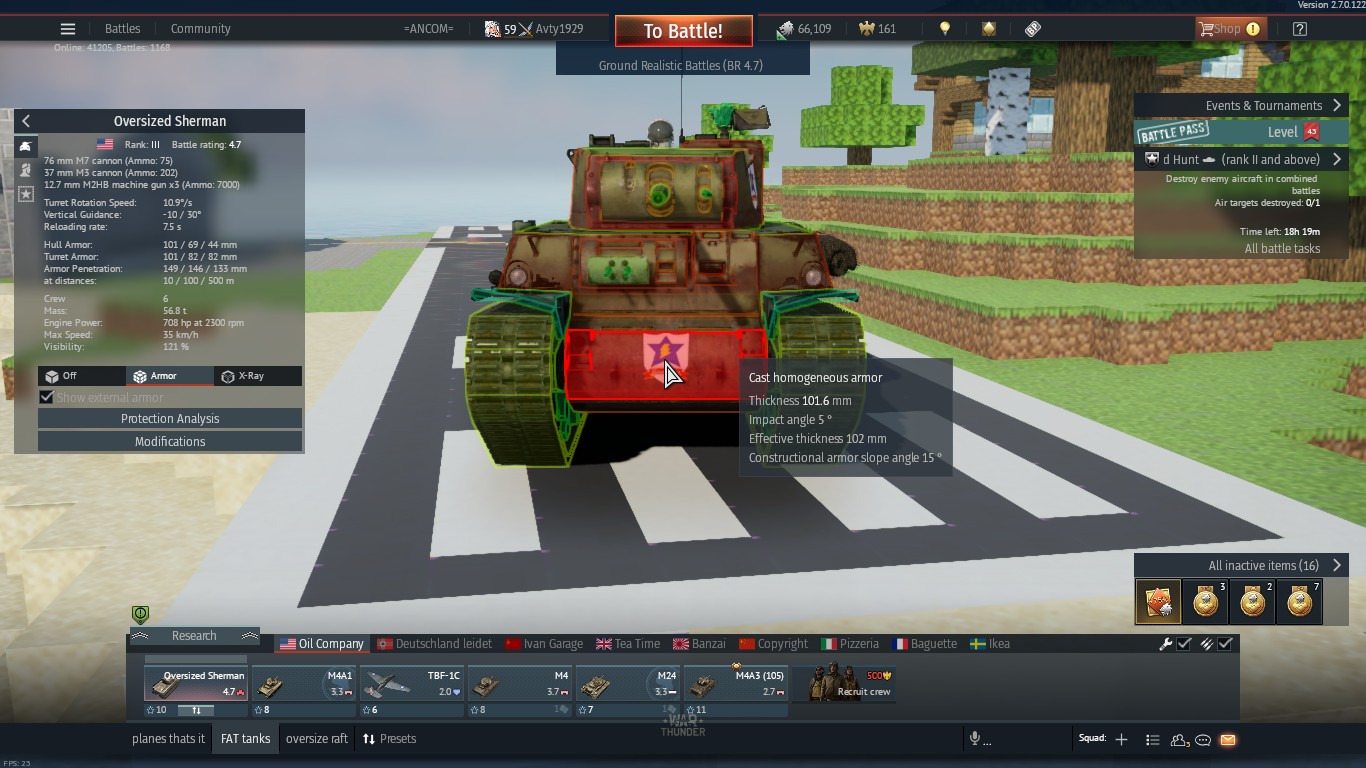 Version 2.7.0.122
Battles
Community
=ANCOM=
59
Avty1929
To Battle!
66,109
161
BP
Shop
Online: 41205, Battles: 1168
Ground Realistic Battles (BR 4.7)
Oversized Sherman
Rank: III Battle rating: 4.7
76 mm M7 cannon (Ammo: 75)
37 mm M3 cannon (Ammo: 202)
12.7 mm M2HB machine gun x3 (Ammo: 7000)
Turret Rotation Speed: 10.9°/s
Vertical Guidance: -10 / 30°
Reloading rate: 7.5 s
Hull Armor: 101 / 69 / 44 mm
Turret Armor: 101 / 82 / 82 mm
Armor Penetration: 149 / 146 / 133 mm
at distances: 10 / 100 / 500 m
Crew 6
Mass: 56.8 t
Engine Power: 708 hp at 2300 rpm
Max Speed: 35 km/h
Visibility: 121 %
Off
Armor
X-Ray
Show external armor
Protection Analysis
Modifications
Events & Tournaments
BATTLE PASS
Level 43
d Hunt (rank II and above)
Destroy enemy aircraft in combined
battles
Air targets destroyed: 0/1
Time left: 18h 19m
All battle tasks
Cast homogeneous armor
Thickness 101.6 mm
Impact angle 5 °
Effective thickness 102 mm
Constructional armor slope angle 15 °
All inactive items (16)
3
2
7
Research
Oil Company
Deutschland leidet
Ivan Garage
Tea Time
Banzai
Copyright
Pizzeria
Baguette
Ikea
Oversized Sherman
4.7
10
M4A1
3.3
8
TBF-1C
2.0
6
M4
3.7
8
M24
3.3
7
M4A3 (105)
2.7
11
500
Recruit crew
WAR
THUNDER
planes thats it
FAT tanks
oversize raft
Presets
...
Squad:
FPS: 23